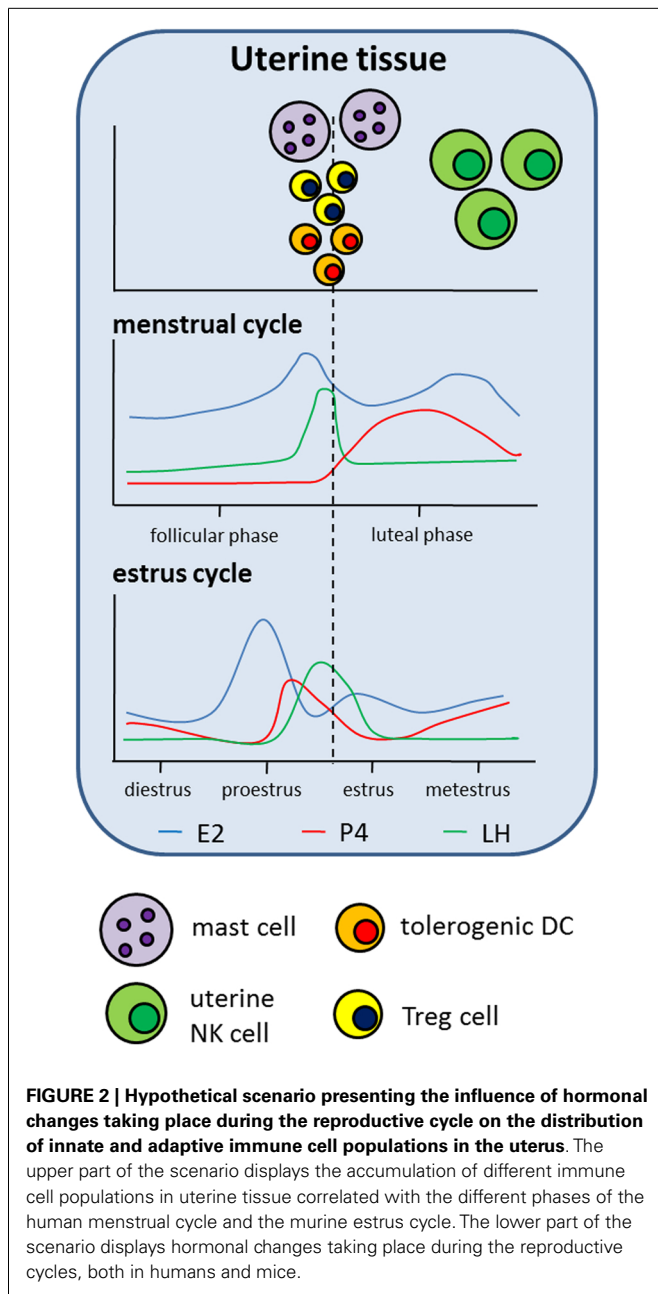 Uterine tissue
menstrual cycle
follicular phase
luteal phase
estrus cycle
diestrus
proestrus
estrus
metestrus
E2
P4
LH
mast cell
tolerogenic DC
uterine
NK cell
Treg cell
FIGURE 2 | Hypothetical scenario presenting the influence of hormonal
changes taking place during the reproductive cycle on the distribution
of innate and adaptive immune cell populations in the uterus. The
upper part of the scenario displays the accumulation of different immune
cell populations in uterine tissue correlated with the different phases of the
human menstrual cycle and the murine estrus cycle. The lower part of the
scenario displays hormonal changes taking place during the reproductive
cycles, both in humans and mice.